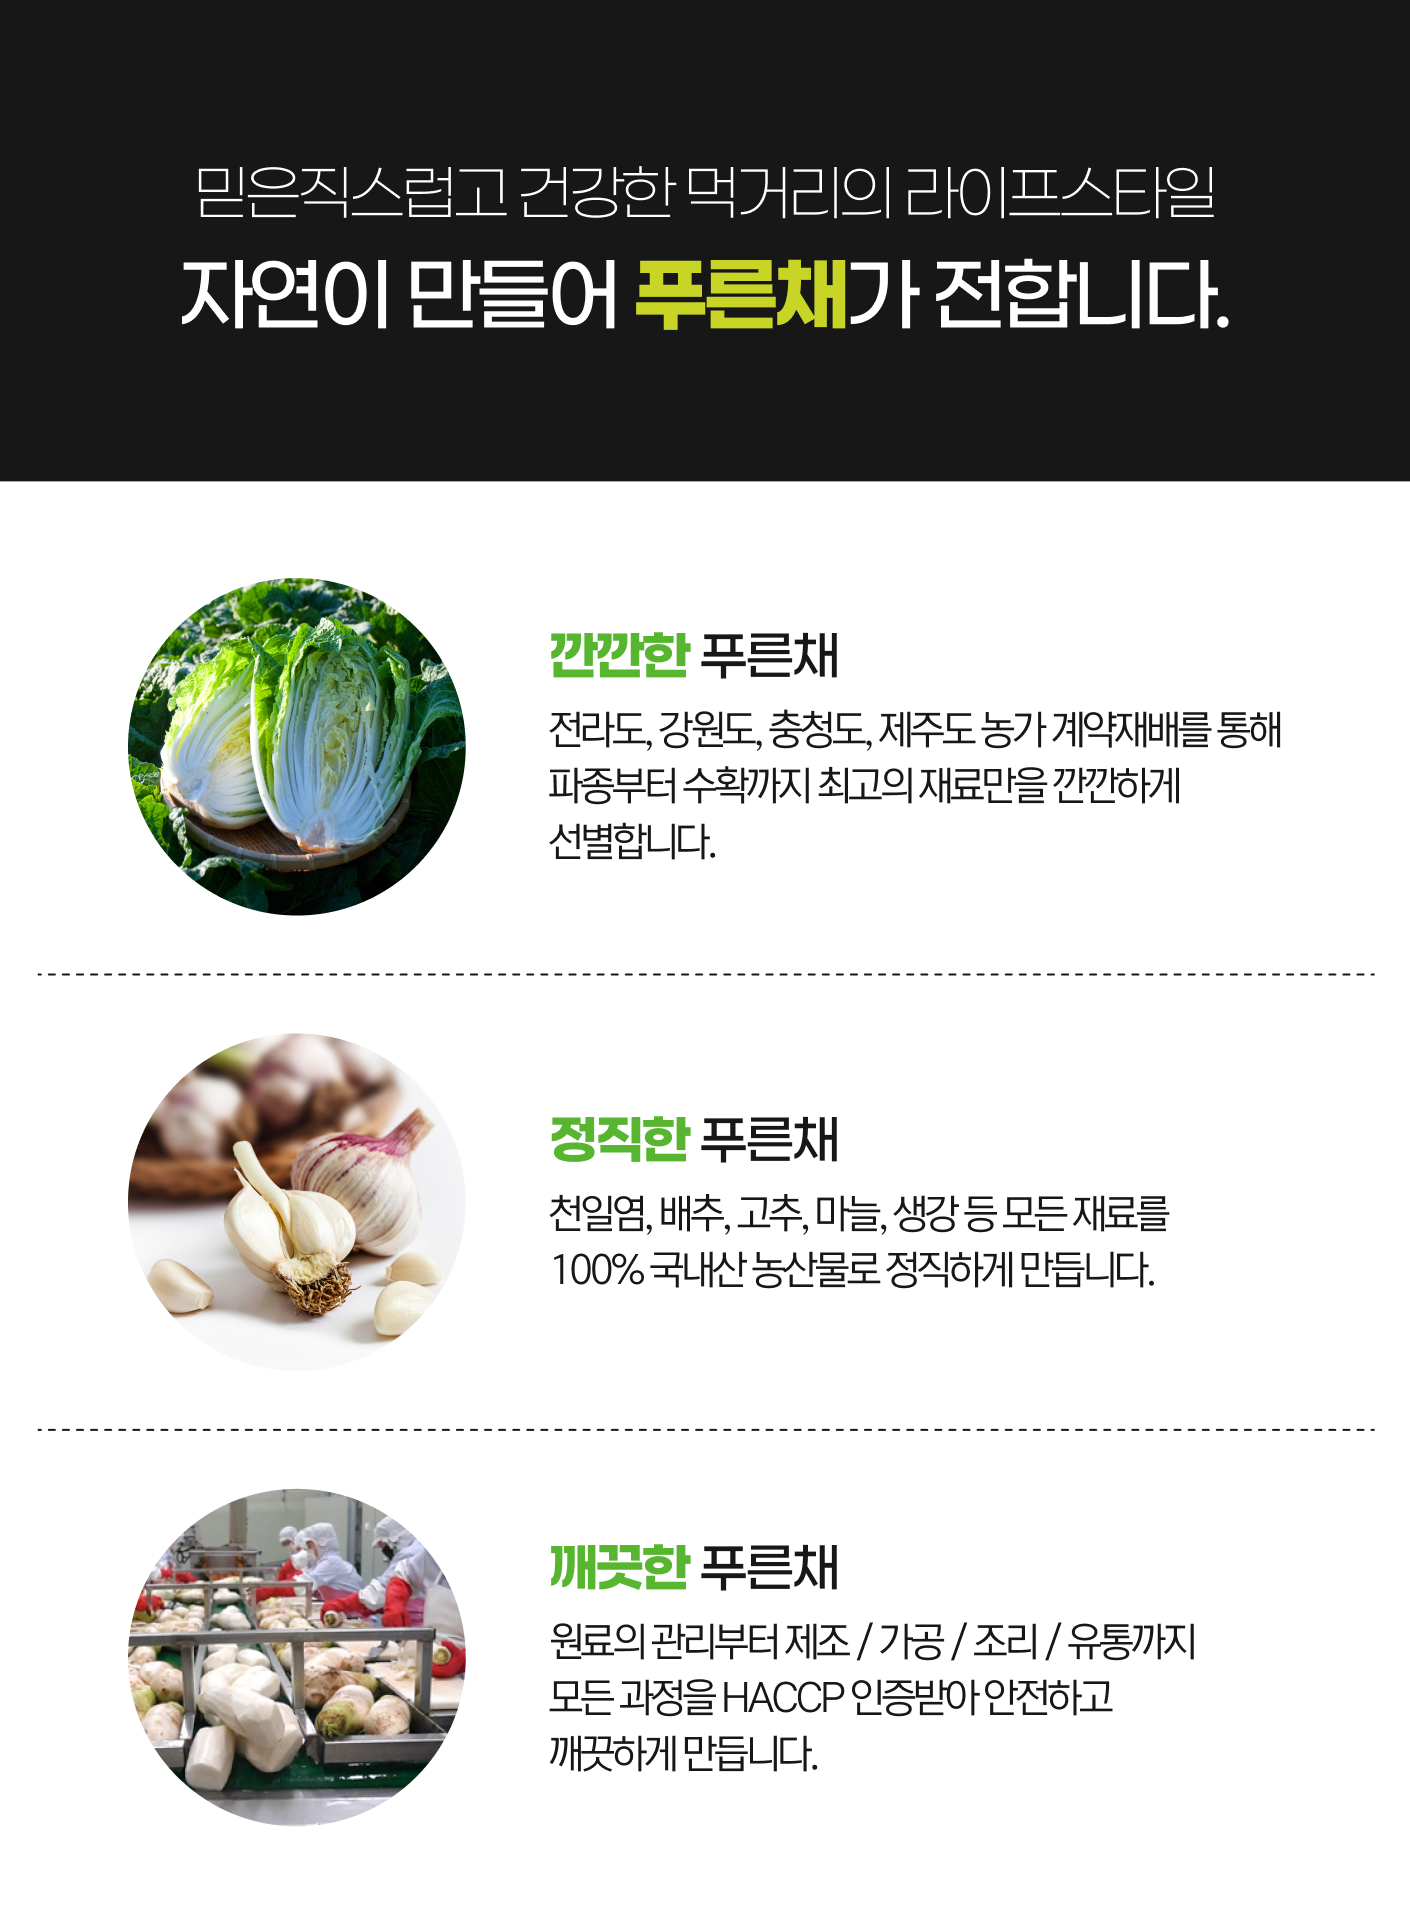 믿은직스럽고 건강한 먹거리의 라이프스타일
자연이 만들어 푸른채가 전합니다.
깐깐한 푸른채
전라도, 강원도, 충청도, 제주도 농가 계약재배를 통해
파종부터 수확까지 최고의 재료만을 깐깐하게
선별합니다.
정직한 푸른채
천일염, 배추, 고추, 마늘, 생강 등 모든 재료를
100% 국내산 농산물로 정직하게 만듭니다.
깨끗한 푸른채
원료의 관리부터 제조 / 가공 / 조리 / 유통까지
모든 과정을 HACCP 인증받아 안전하고
깨끗하게 만듭니다.